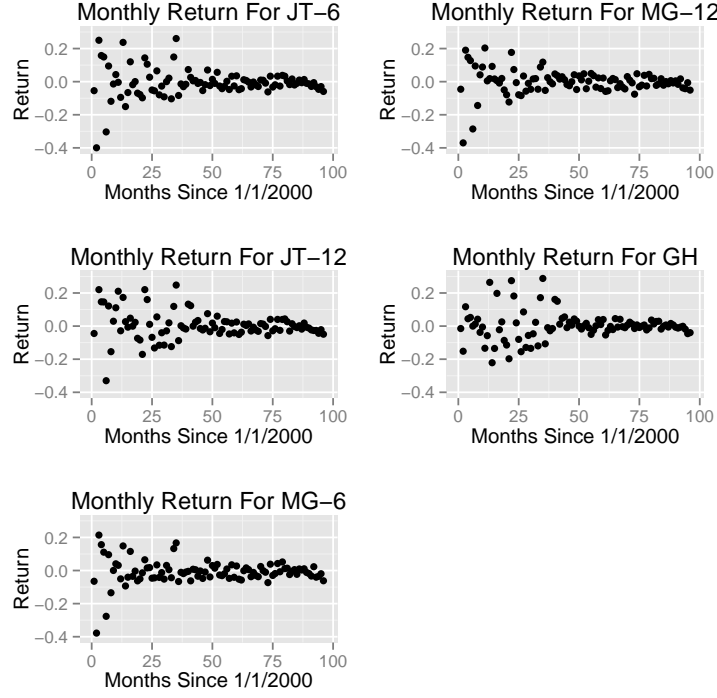 Monthly Return For JT−6
0.2
0.0
−0.2
−0.4
Return
0 25 50 75 100
Months Since 1/1/2000
Monthly Return For MG−12
0.2
0.0
−0.2
−0.4
Return
0 25 50 75 100
Months Since 1/1/2000
Monthly Return For JT−12
0.2
0.0
−0.2
−0.4
Return
0 25 50 75 100
Months Since 1/1/2000
Monthly Return For GH
0.2
0.0
−0.2
−0.4
Return
0 25 50 75 100
Months Since 1/1/2000
Monthly Return For MG−6
0.2
0.0
−0.2
−0.4
Return
0 25 50 75 100
Months Since 1/1/2000